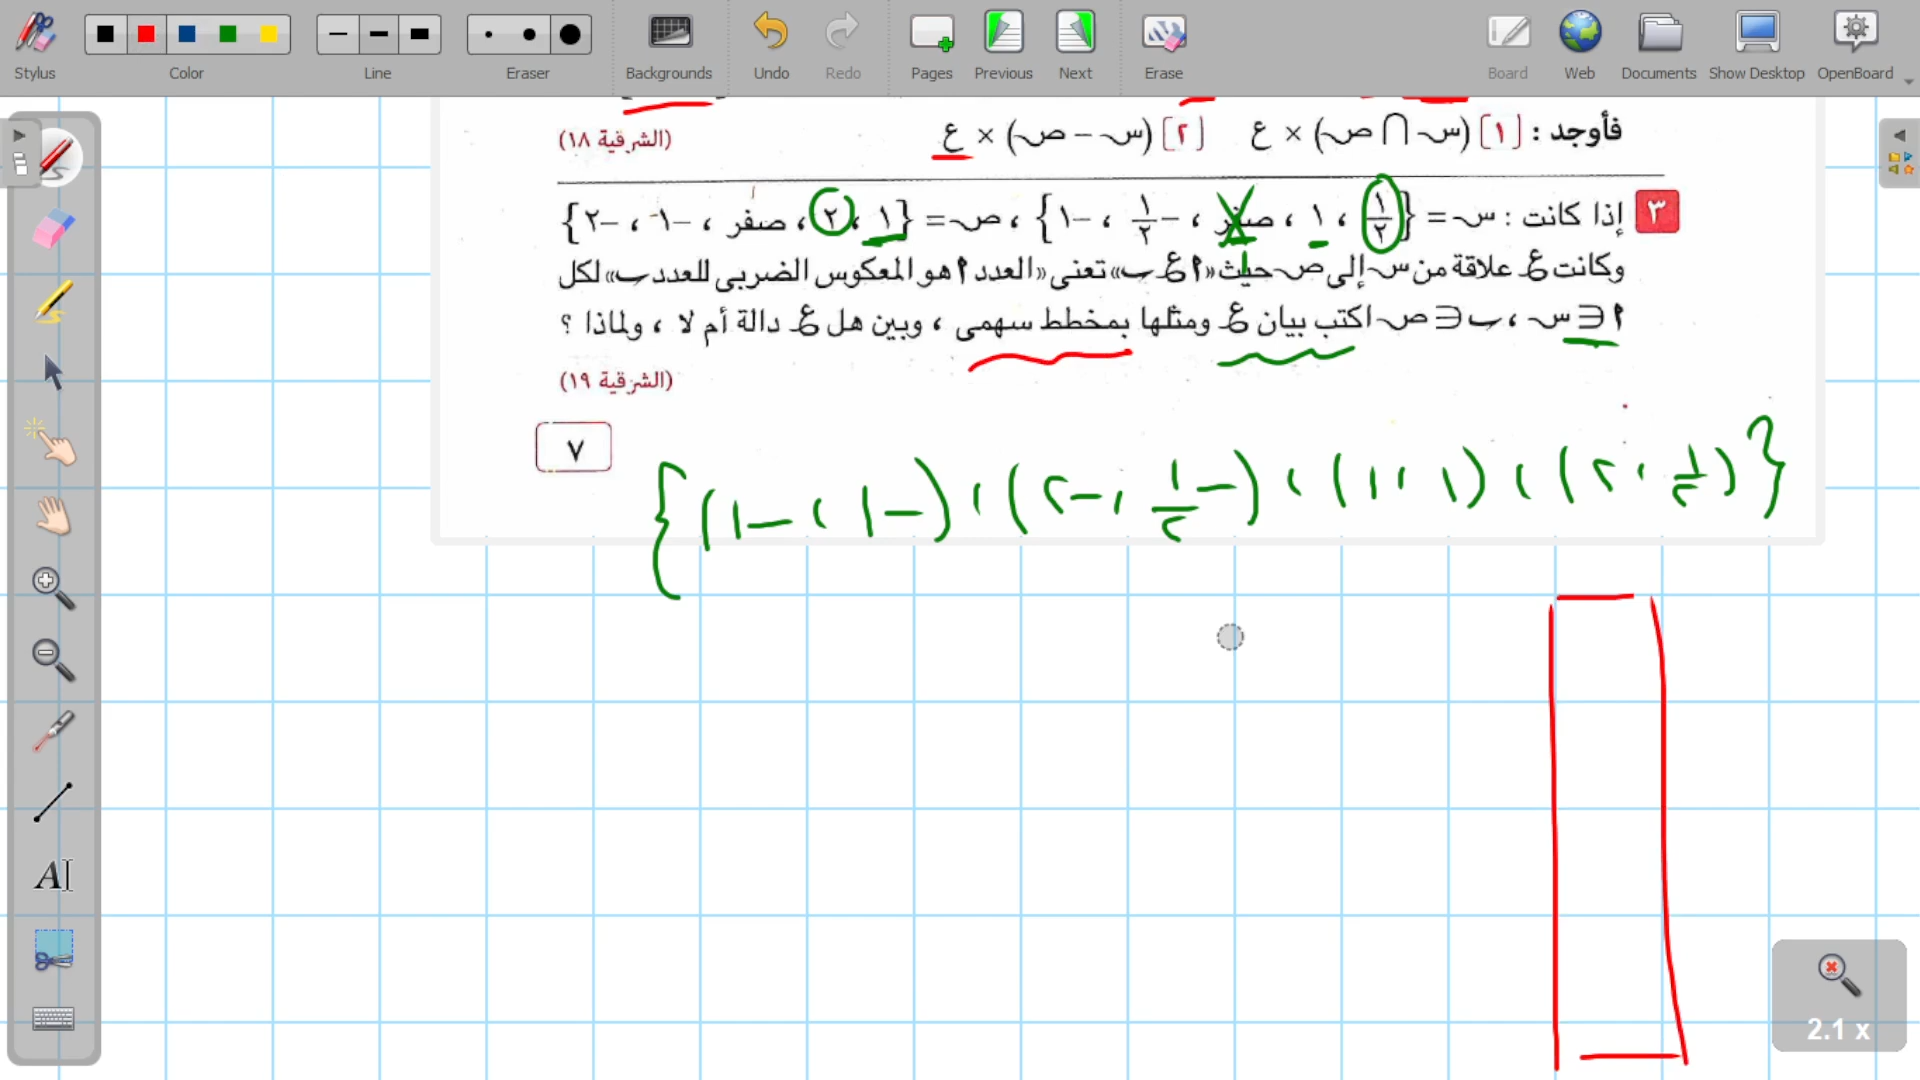 Stylus Color Line Eraser Backgrounds Undo Redo Pages Previous Next Erase Board Web Documents Show Desktop OpenBoard
فأوجد : [١] (س ∩ ص) × ع [٢] (س − ص) × ع (الشرقية ١٨)
٣ إذا كانت : س = {١/٢ ، ١ ، صفر ، −١/٢ ، −١} ، ص = {١ ، ٢ ، صفر ، −١ ، −٢}
وكانت ع علاقة من س إلى ص حيث «أ ع ب» تعنى «العدد أ هو المعكوس الضربى للعدد ب» لكل
أ ∈ س ، ب ∈ ص اكتب بيان ع ومثلها بمخطط سهمى ، وبين هل ع دالة أم لا ، ولماذا ؟
(الشرقية ١٩)
٧
{(١/٢ ، ٢) ، (١ ، ١) ، (−١/٢ ، −٢) ، (−١ ، −١)}
A
2.1 x